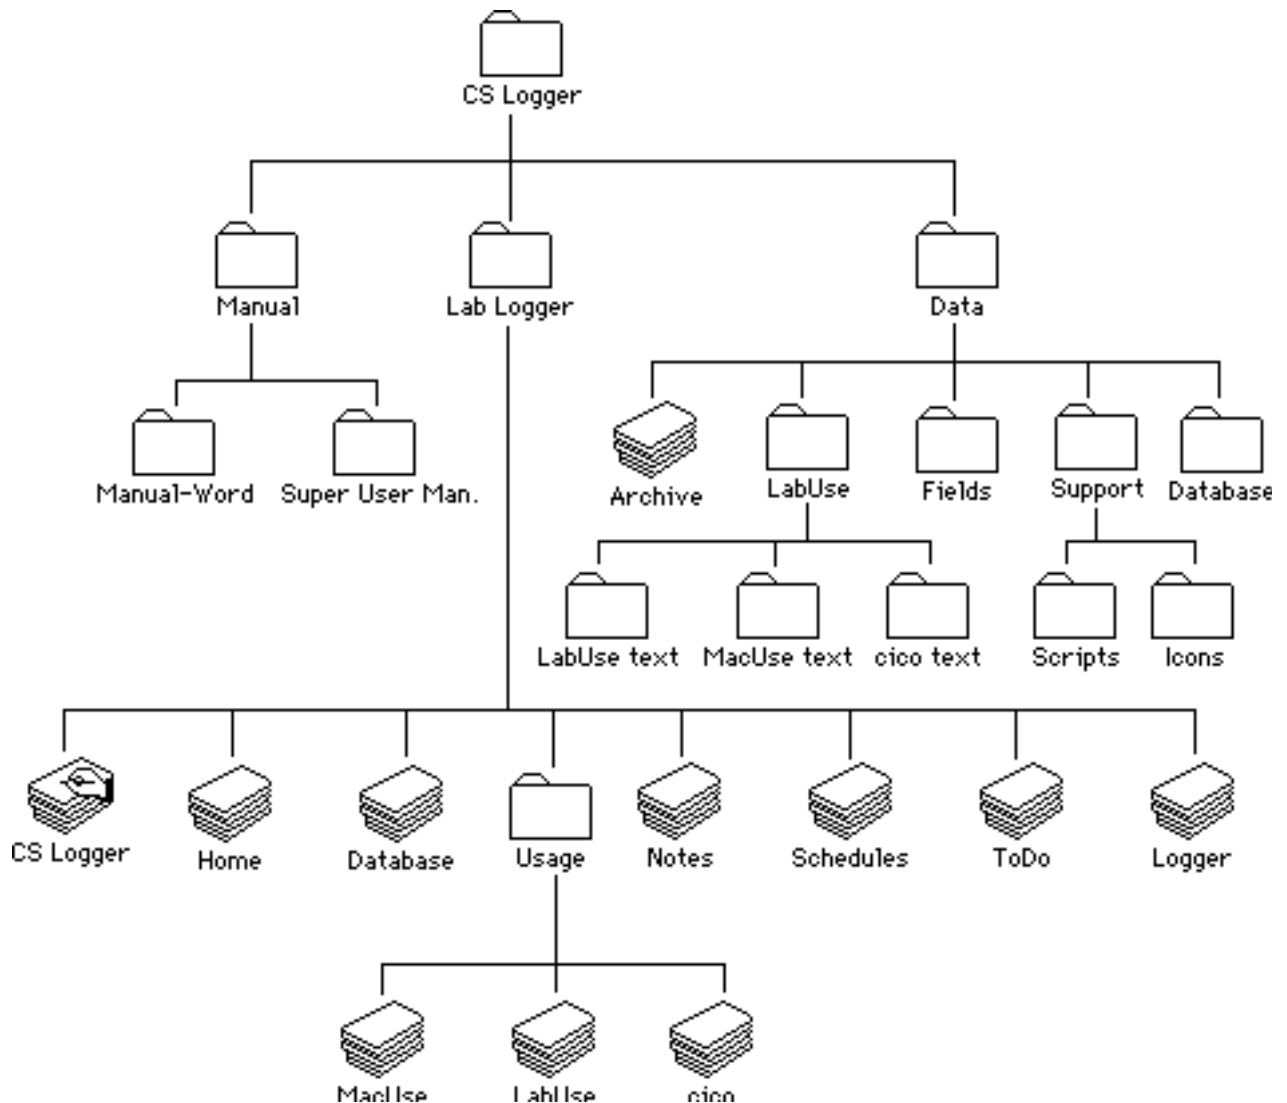 CS Logger
Manual
Lab Logger
Data
Manual-Word
Super User Man.
Archive
LabUse
Fields
Support
Database
LabUse text
MacUse text
cico text
Scripts
Icons
CS Logger
Home
Database
Usage
Notes
Schedules
ToDo
Logger
MacUse
LabUse
cico